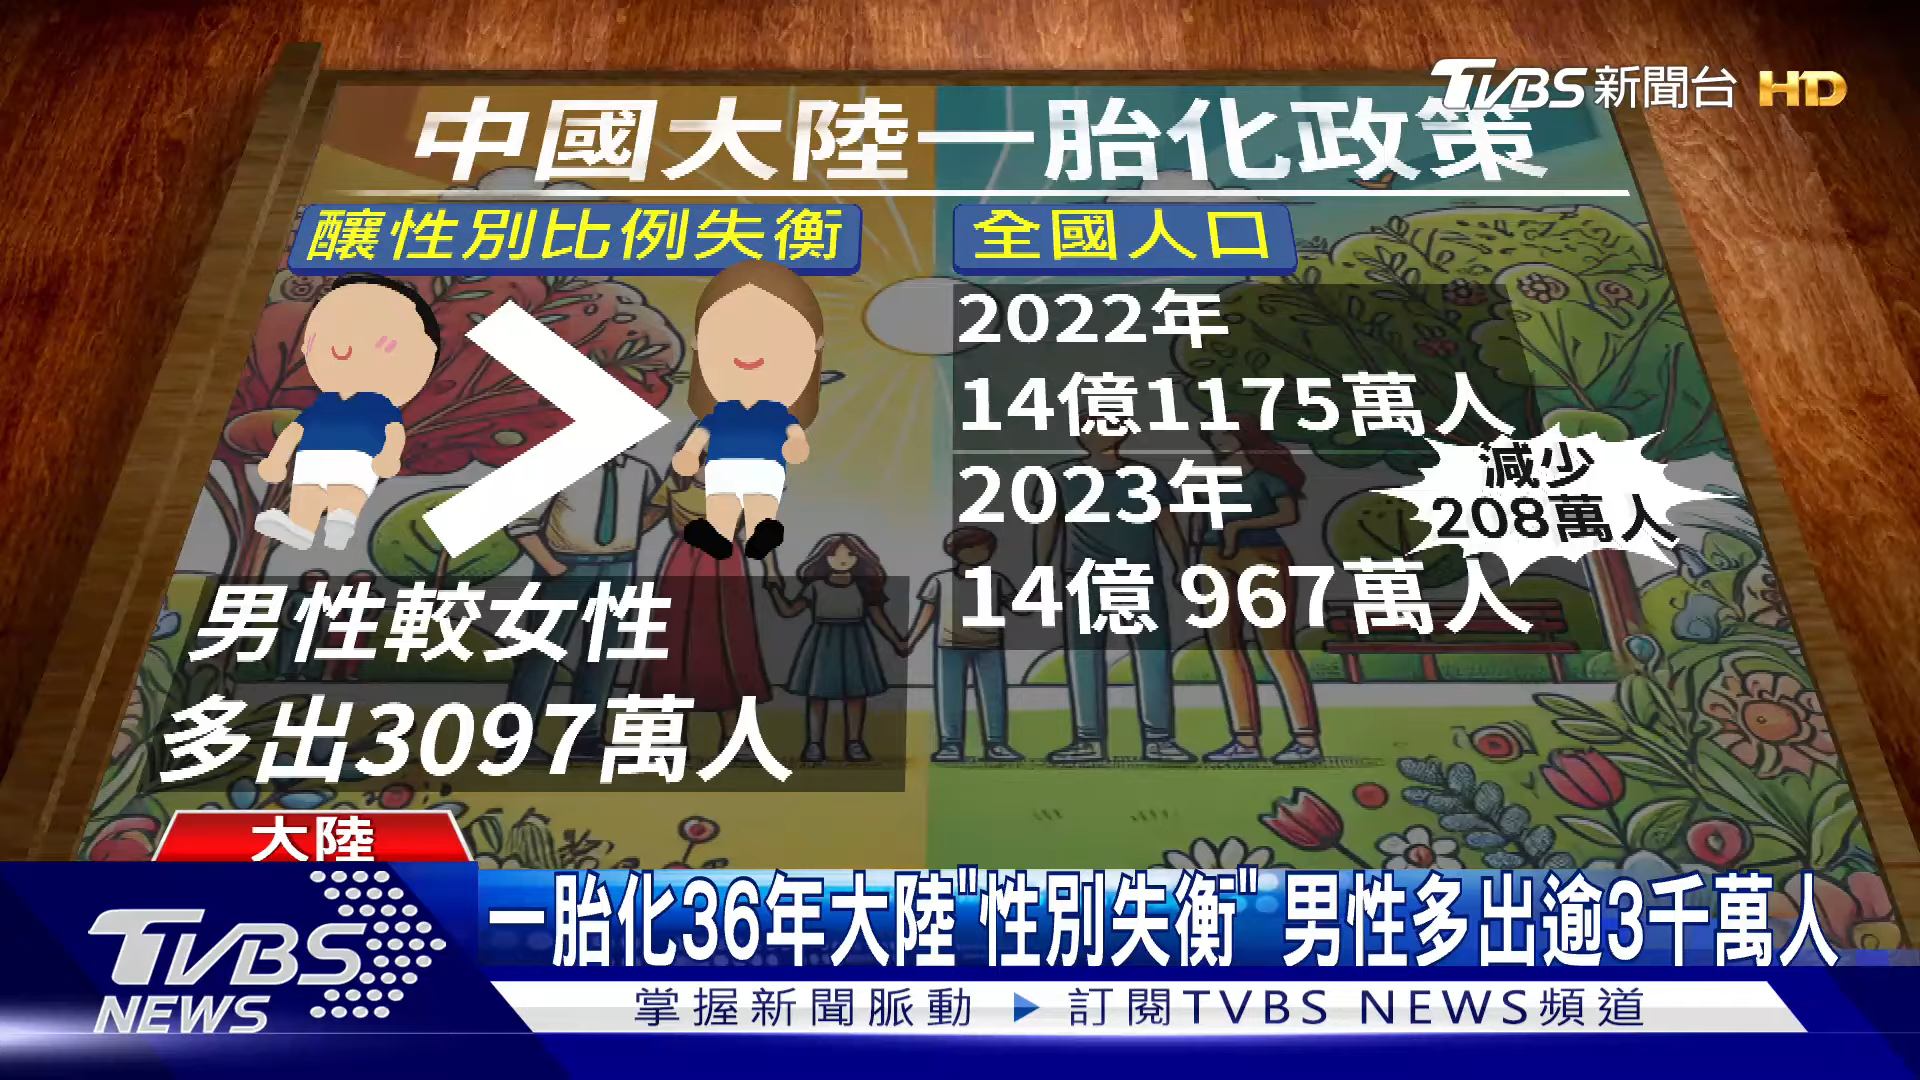 TVBS新聞台 HD
中國大陸一胎化政策
釀性別比例失衡
男性較女性
多出3097萬人
全國人口
2022年
14億1175萬人
減少
208萬人
2023年
14億 967萬人
大陸
一胎化36年大陸"性別失衡" 男性多出逾3千萬人
TVBS
NEWS
掌握新聞脈動 ▶ 訂閱TVBS NEWS頻道